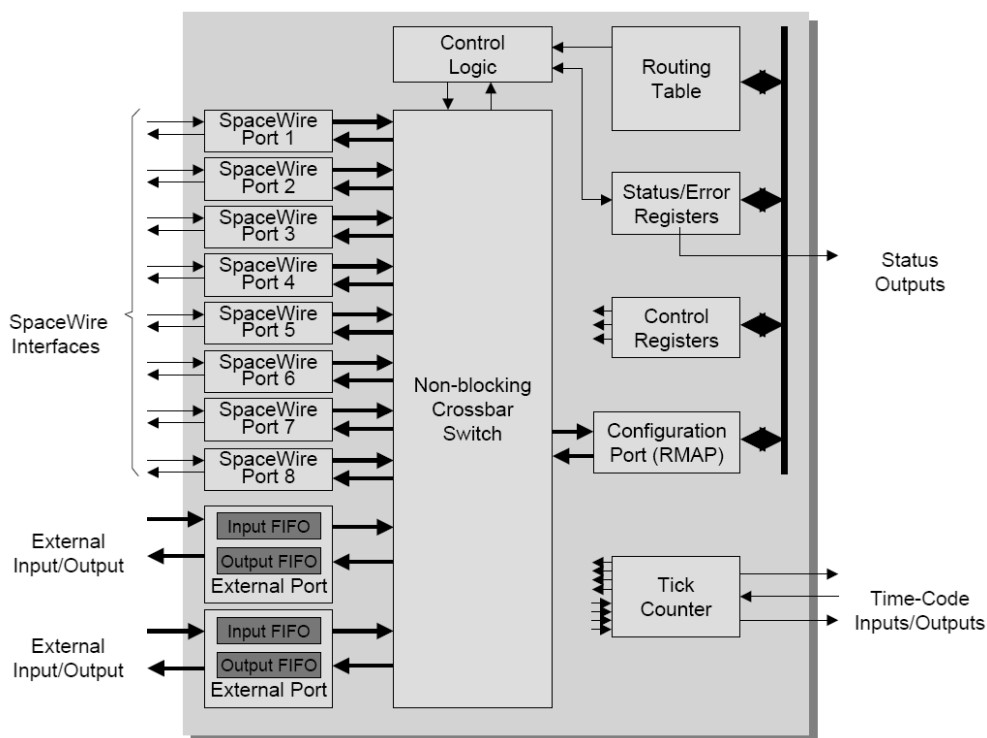 Control
Logic
Routing
Table
SpaceWire
Port 1
SpaceWire
Port 2
SpaceWire
Port 3
SpaceWire
Port 4
SpaceWire
Port 5
SpaceWire
Port 6
SpaceWire
Port 7
SpaceWire
Port 8
SpaceWire
Interfaces
Non-blocking
Crossbar
Switch
Status/Error
Registers
Status
Outputs
Control
Registers
Configuration
Port (RMAP)
External
Input/Output
Input FIFO
Output FIFO
External Port
External
Input/Output
Input FIFO
Output FIFO
External Port
Tick
Counter
Time-Code
Inputs/Outputs